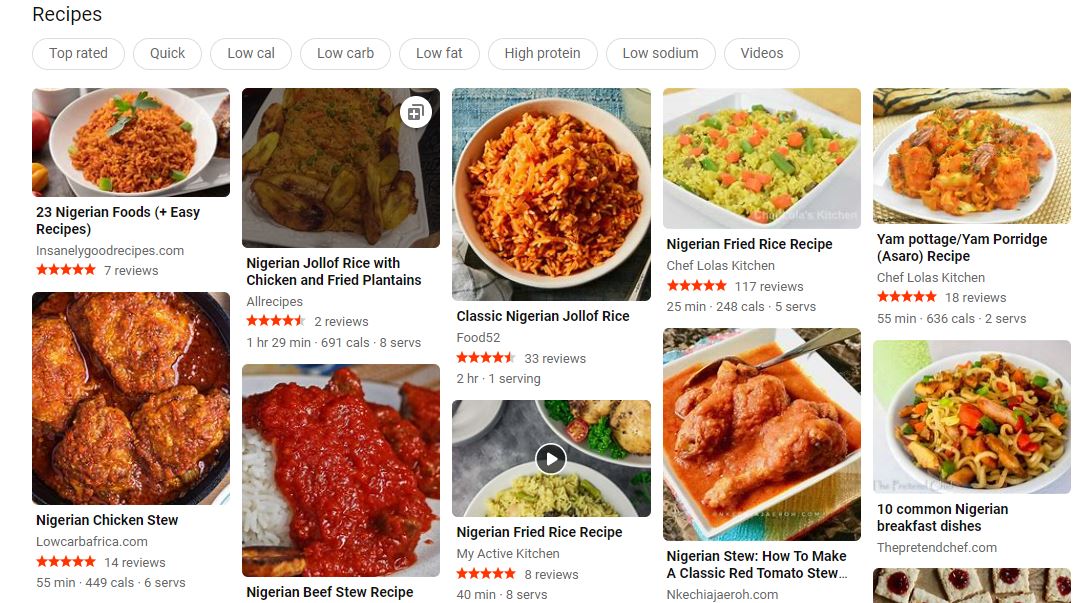 Recipes
Top rated
Quick
Low cal
Low carb
Low fat
High protein
Low sodium
Videos
23 Nigerian Foods (+ Easy
Recipes)
Insanelygoodrecipes.com
7 reviews
Nigerian Chicken Stew
Lowcarbafrica.com
14 reviews
55 min · 449 cals · 6 servs
Nigerian Jollof Rice with
Chicken and Fried Plantains
Allrecipes
2 reviews
1 hr 29 min · 691 cals · 8 servs
Nigerian Beef Stew Recipe
Classic Nigerian Jollof Rice
Food52
33 reviews
2 hr · 1 serving
Nigerian Fried Rice Recipe
My Active Kitchen
8 reviews
40 min · 8 servs
Chef Lola's Kitchen
Nigerian Fried Rice Recipe
Chef Lolas Kitchen
117 reviews
25 min · 248 cals · 5 servs
NKECHIAJAEROH.COM
Nigerian Stew: How To Make
A Classic Red Tomato Stew...
Nkechiajaeroh.com
Yam pottage/Yam Porridge
(Asaro) Recipe
Chef Lolas Kitchen
18 reviews
55 min · 636 cals · 2 servs
The Pretend Chef
10 common Nigerian
breakfast dishes
Thepretendchef.com